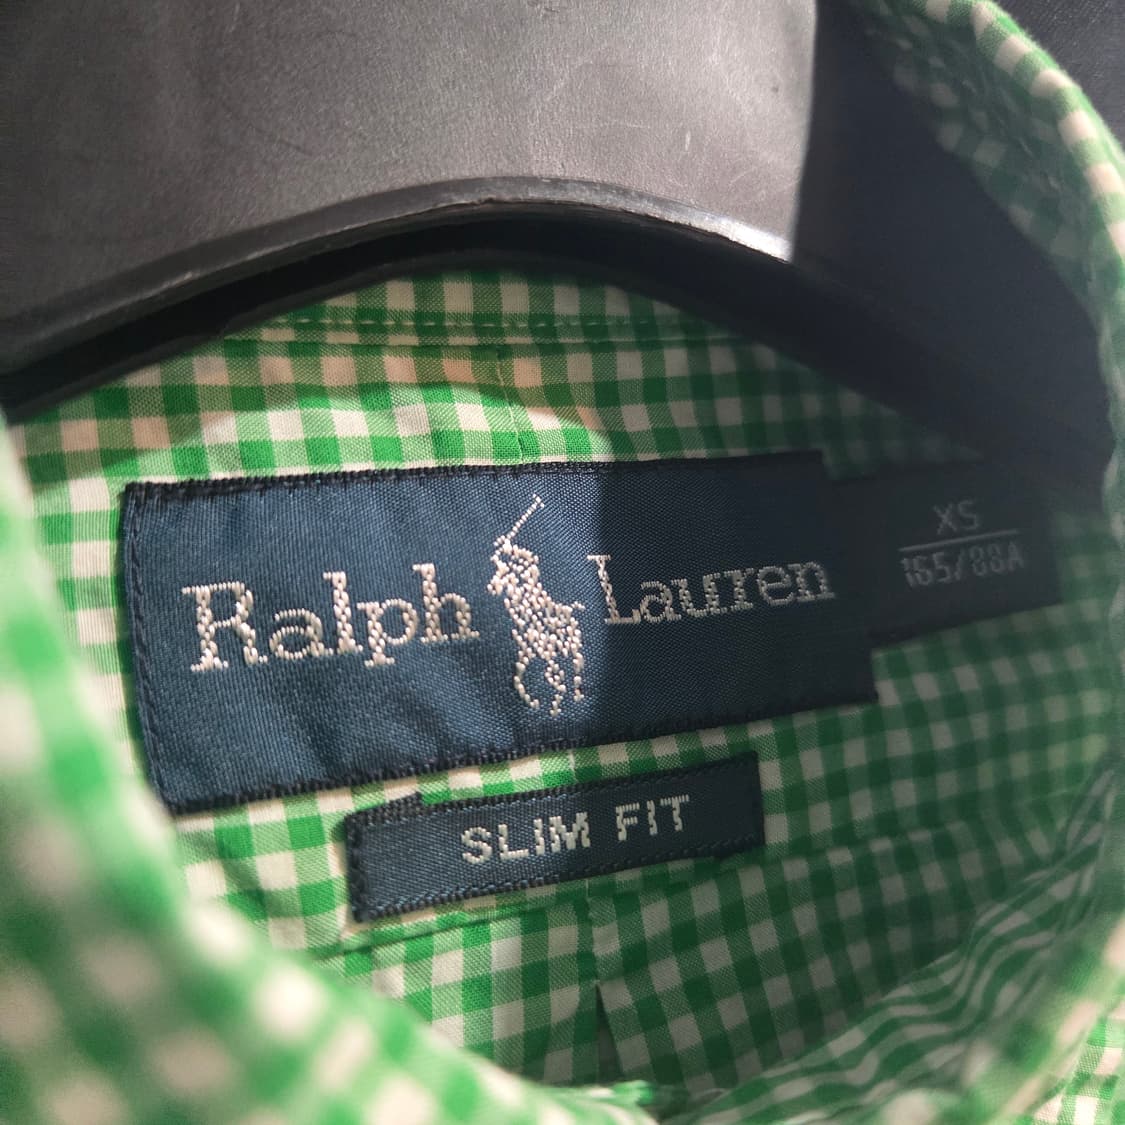 Ralph Lauren
XS
165/88A
SLIM FIT